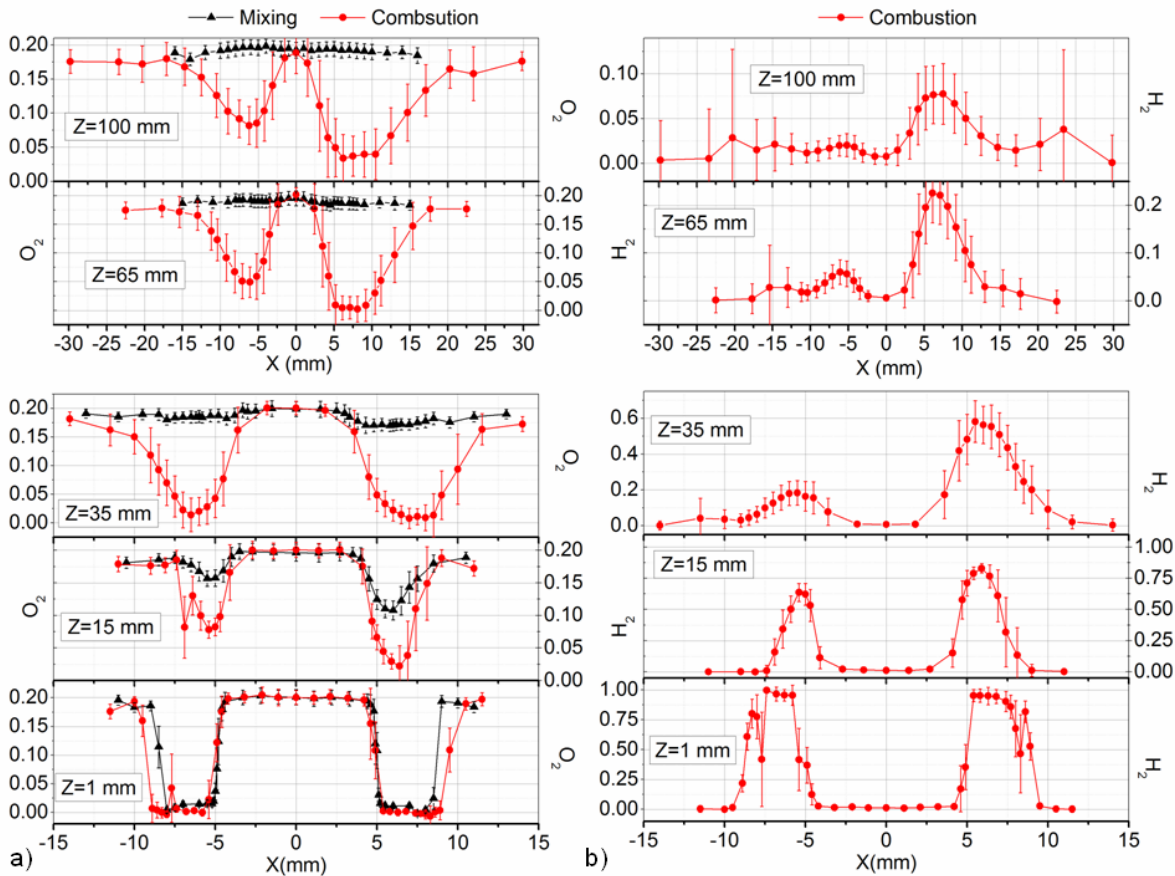 Mixing Combsution
0.20
0.15
0.10
0.05
0.00
Z=100 mm
O2
0.20
0.15
0.10
0.05
0.00
Z=65 mm
O2
-30 -25 -20 -15 -10 -5 0 5 10 15 20 25 30
X (mm)
0.20
0.15
0.10
0.05
0.00
Z=35 mm
O2
0.20
0.15
0.10
0.05
0.00
Z=15 mm
O2
0.20
0.15
0.10
0.05
0.00
Z=1 mm
O2
-15 -10 -5 0 5 10 15
X(mm)
a)
Combustion
0.10
0.05
0.00
Z=100 mm
H2
0.2
0.1
0.0
Z=65 mm
H2
-30 -25 -20 -15 -10 -5 0 5 10 15 20 25 30
X (mm)
0.6
0.4
0.2
0.0
Z=35 mm
H2
1.00
0.75
0.50
0.25
0.00
Z=15 mm
H2
1.00
0.75
0.50
0.25
0.00
Z=1 mm
H2
-15 -10 -5 0 5 10 15
X(mm)
b)